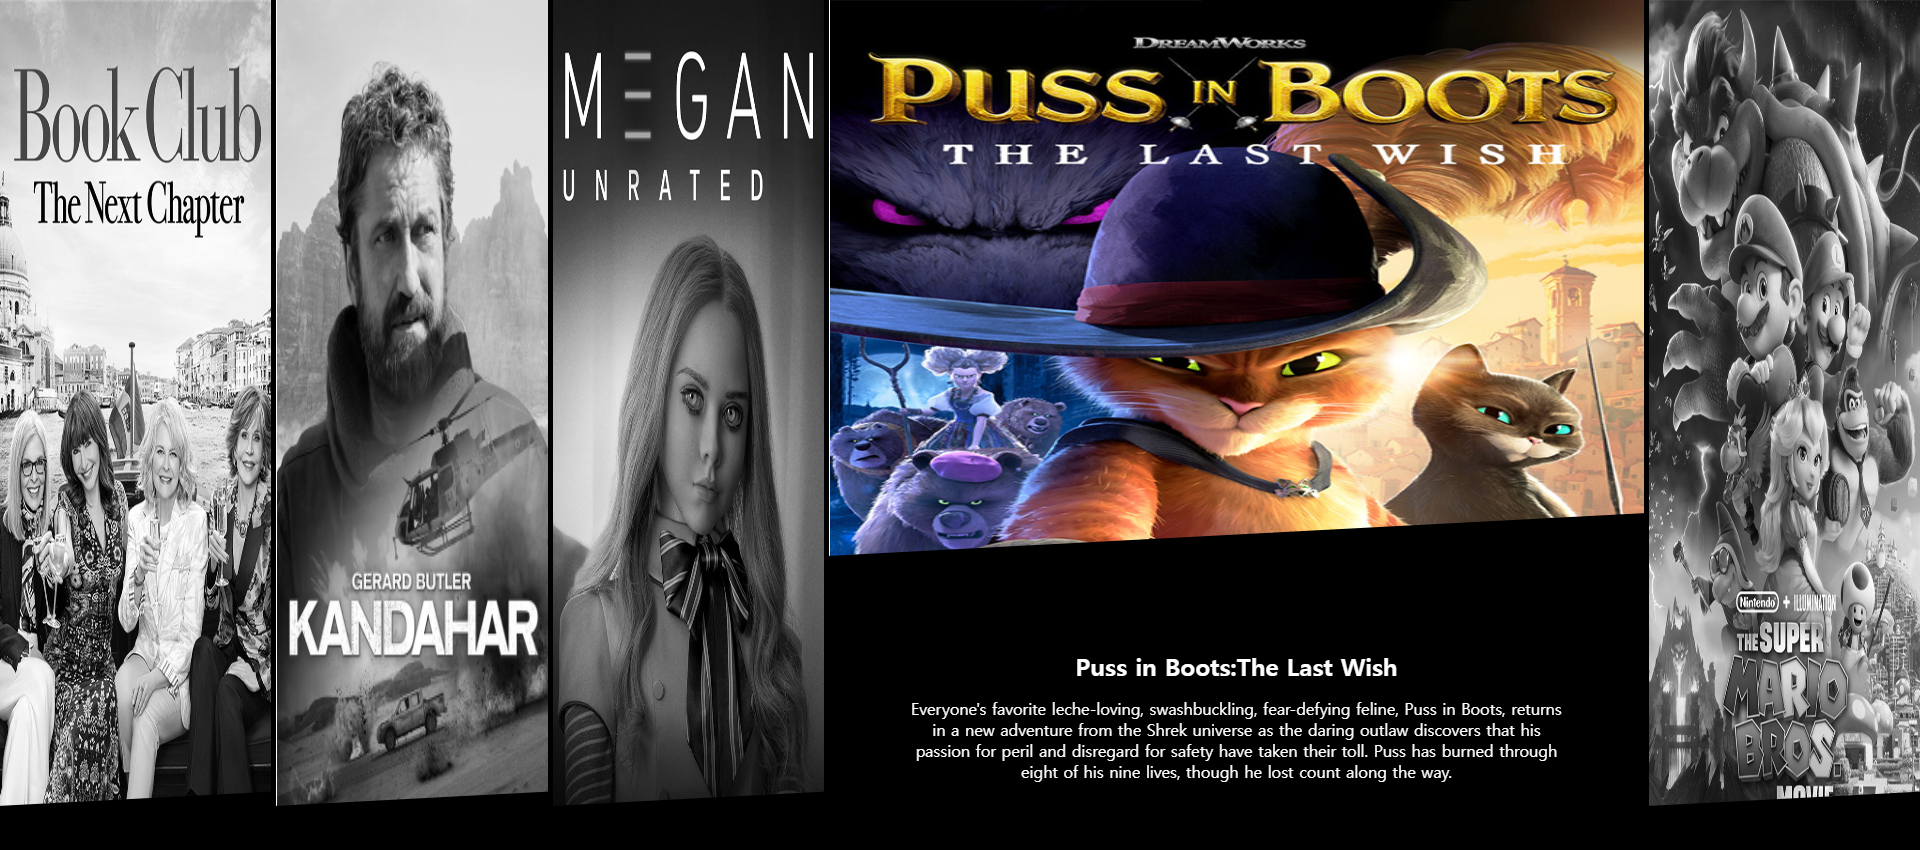 Book Club
The Next Chapter
GERARD BUTLER
KANDAHAR
M☰GAN
UNRATED
DREAMWORKS
PUSS IN BOOTS
THE LAST WISH
Puss in Boots:The Last Wish
Everyone's favorite leche-loving, swashbuckling, fear-defying feline, Puss in Boots, returns
in a new adventure from the Shrek universe as the daring outlaw discovers that his
passion for peril and disregard for safety have taken their toll. Puss has burned through
eight of his nine lives, though he lost count along the way.
Nintendo + ILLUMINATION
THE SUPER
MARIO
BROS.
MOVIE